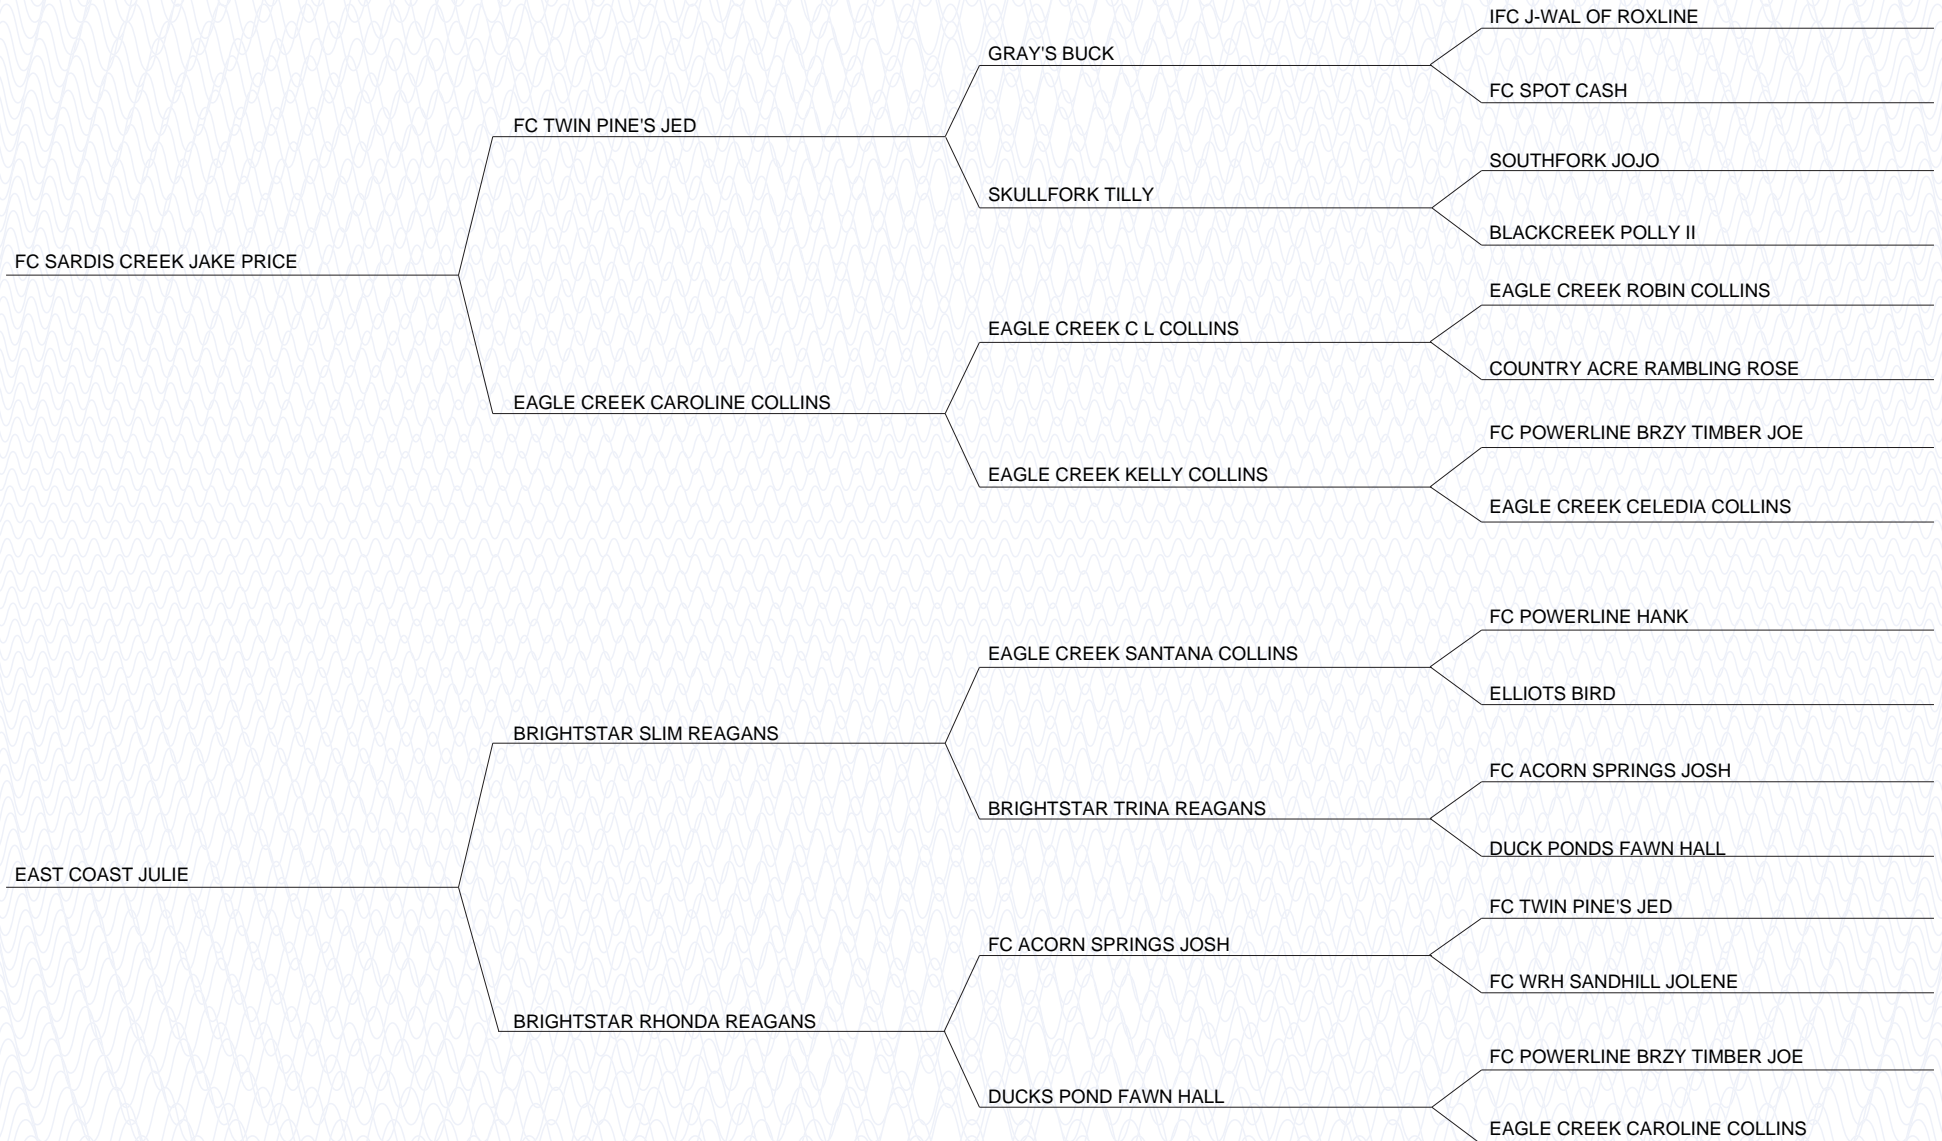 IFC J-WAL OF ROXLINE
GRAY'S BUCK
FC SPOT CASH
FC TWIN PINE'S JED
SOUTHFORK JOJO
SKULLFORK TILLY
BLACKCREEK POLLY II
FC SARDIS CREEK JAKE PRICE
EAGLE CREEK ROBIN COLLINS
EAGLE CREEK C L COLLINS
COUNTRY ACRE RAMBLING ROSE
EAGLE CREEK CAROLINE COLLINS
FC POWERLINE BRZY TIMBER JOE
EAGLE CREEK KELLY COLLINS
EAGLE CREEK CELEDIA COLLINS
FC POWERLINE HANK
EAGLE CREEK SANTANA COLLINS
ELLIOTS BIRD
BRIGHTSTAR SLIM REAGANS
FC ACORN SPRINGS JOSH
BRIGHTSTAR TRINA REAGANS
DUCK PONDS FAWN HALL
EAST COAST JULIE
FC TWIN PINE'S JED
FC ACORN SPRINGS JOSH
FC WRH SANDHILL JOLENE
BRIGHTSTAR RHONDA REAGANS
FC POWERLINE BRZY TIMBER JOE
DUCKS POND FAWN HALL
EAGLE CREEK CAROLINE COLLINS